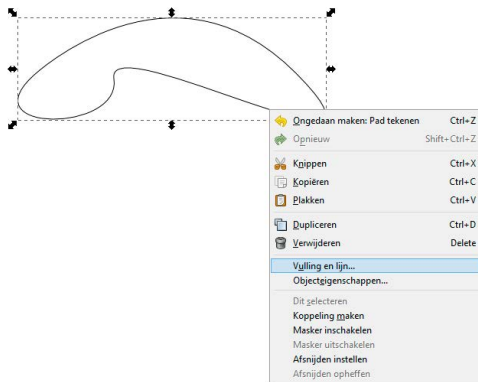 Ongedaan maken: Pad tekenen Ctrl+Z
Opnieuw Shift+Ctrl+Z
Knippen Ctrl+X
Kopiëren Ctrl+C
Plakken Ctrl+V
Dupliceren Ctrl+D
Verwijderen Delete
Vulling en lijn...
Objecteigenschappen...
Dit selecteren
Koppeling maken
Masker inschakelen
Masker uitschakelen
Afsnijden instellen
Afsnijden opheffen